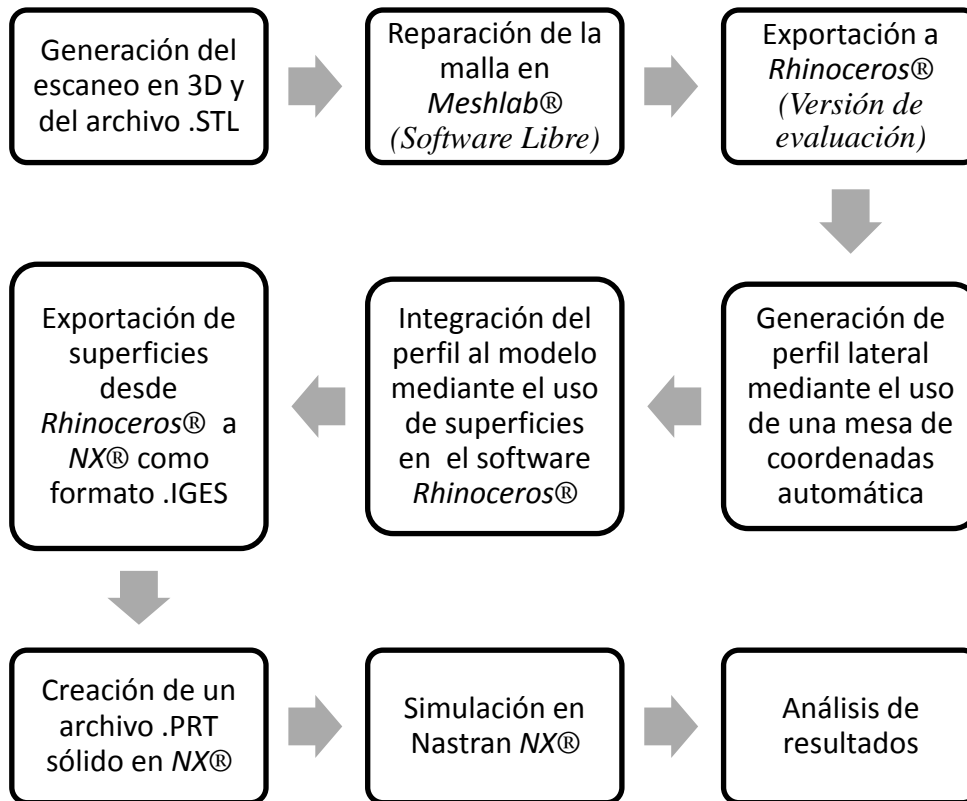 Generación del
escaneo en 3D y
del archivo .STL
Reparación de la
malla en
Meshlab®
(Software Libre)
Exportación a
Rhinoceros®
(Versión de
evaluación)
Generación de
perfil lateral
mediante el uso
de una mesa de
coordenadas
automática
Integración del
perfil al modelo
mediante el uso
de superficies
en el software
Rhinoceros®
Exportación de
superficies
desde
Rhinoceros® a
NX® como
formato .IGES
Creación de un
archivo .PRT
sólido en NX®
Simulación en
Nastran NX®
Análisis de
resultados